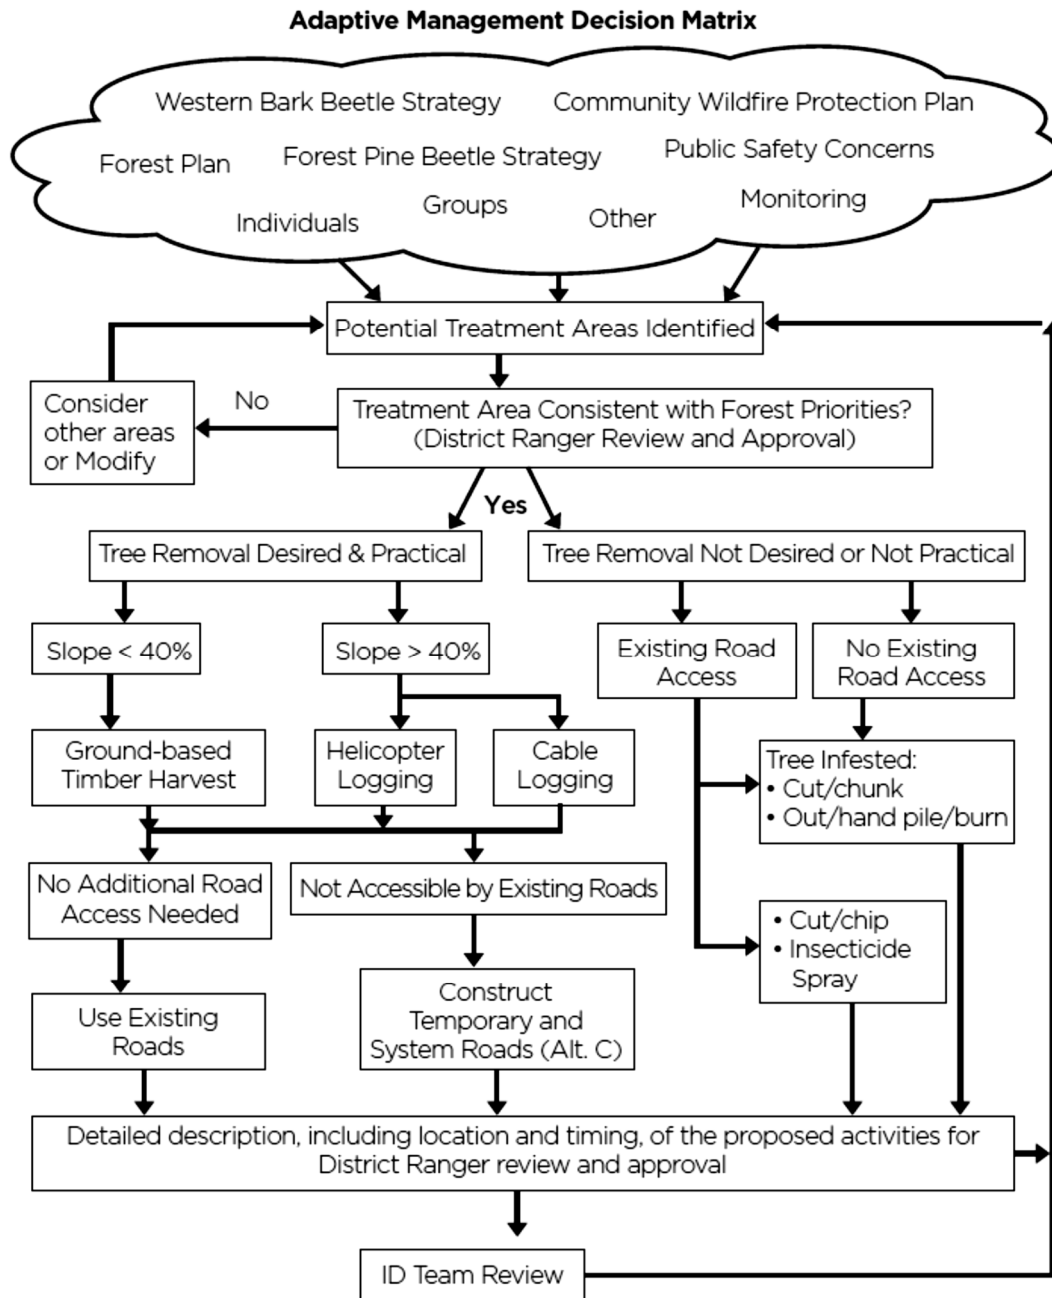 Adaptive Management Decision Matrix
Western Bark Beetle Strategy
Community Wildfire Protection Plan
Forest Plan
Forest Pine Beetle Strategy
Public Safety Concerns
Individuals
Groups
Other
Monitoring
Potential Treatment Areas Identified
Consider
other areas
or Modify
No
Treatment Area Consistent with Forest Priorities?
(District Ranger Review and Approval)
Yes
Tree Removal Desired & Practical
Tree Removal Not Desired or Not Practical
Slope < 40%
Slope > 40%
Existing Road
Access
No Existing
Road Access
Ground-based
Timber Harvest
Helicopter
Logging
Cable
Logging
Tree Infested:
• Cut/chunk
• Out/hand pile/burn
No Additional Road
Access Needed
Not Accessible by Existing Roads
• Cut/chip
• Insecticide
Spray
Use Existing
Roads
Construct
Temporary and
System Roads (Alt. C)
Detailed description, including location and timing, of the proposed activities for
District Ranger review and approval
ID Team Review